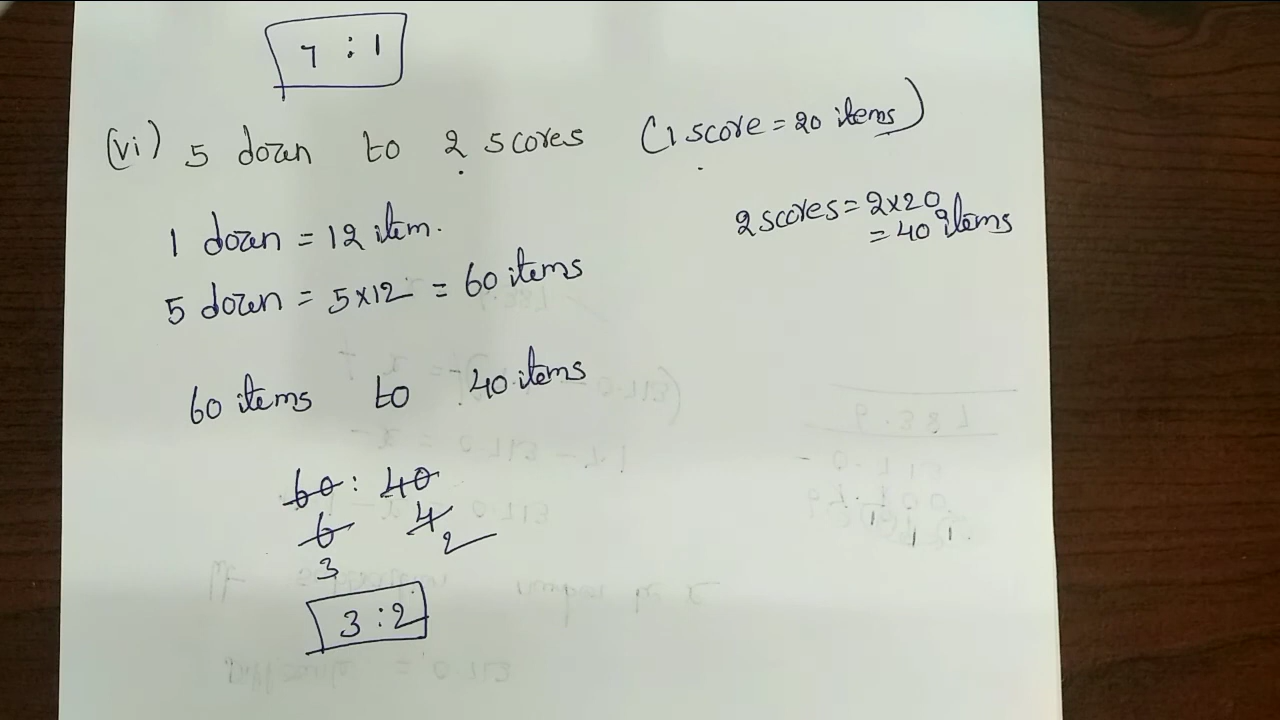 7 : 1
(vi) 5 dozen to 2 scores (1 score = 20 items)
1 dozen = 12 item.
2 scores = 2x20
= 40 items
5 dozen = 5x12 = 60 items
60 items to 40 items
60 : 40
6 4
3 2
3 : 2